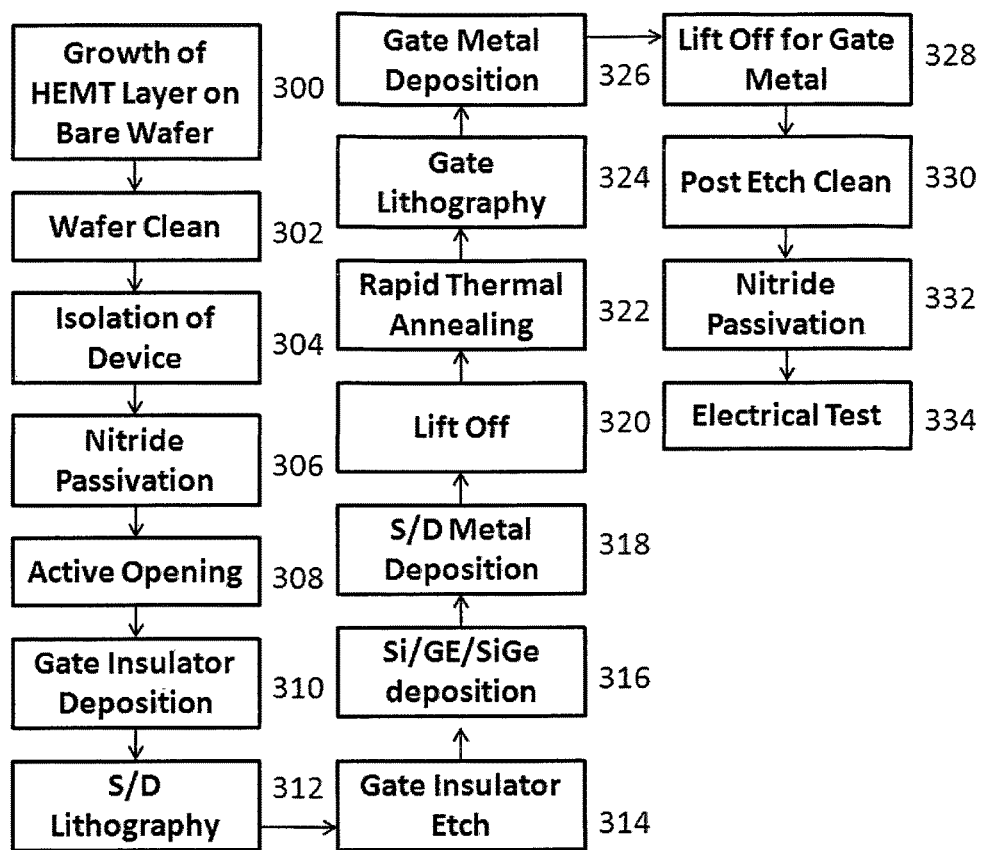 Growth of
HEMT Layer on
Bare Wafer
300
Wafer Clean
302
Isolation of
Device
304
Nitride
Passivation
306
Active Opening
308
Gate Insulator
Deposition
310
S/D
Lithography
312
Gate Insulator
Etch
314
Si/GE/SiGe
deposition
316
S/D Metal
Deposition
318
Lift Off
320
Rapid Thermal
Annealing
322
Gate
Lithography
324
Gate Metal
Deposition
326
Lift Off for Gate
Metal
328
Post Etch Clean
330
Nitride
Passivation
332
Electrical Test
334